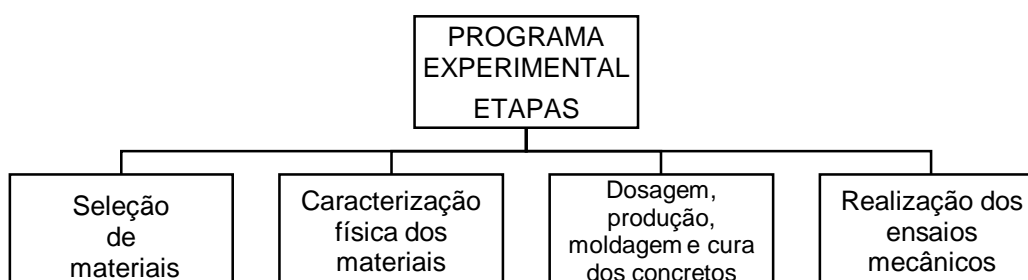 PROGRAMA
EXPERIMENTAL
ETAPAS
Seleção
de
materiais
Caracterização
física dos
materiais
Dosagem,
produção,
moldagem e cura
dos concretos
Realização dos
ensaios
mecânicos